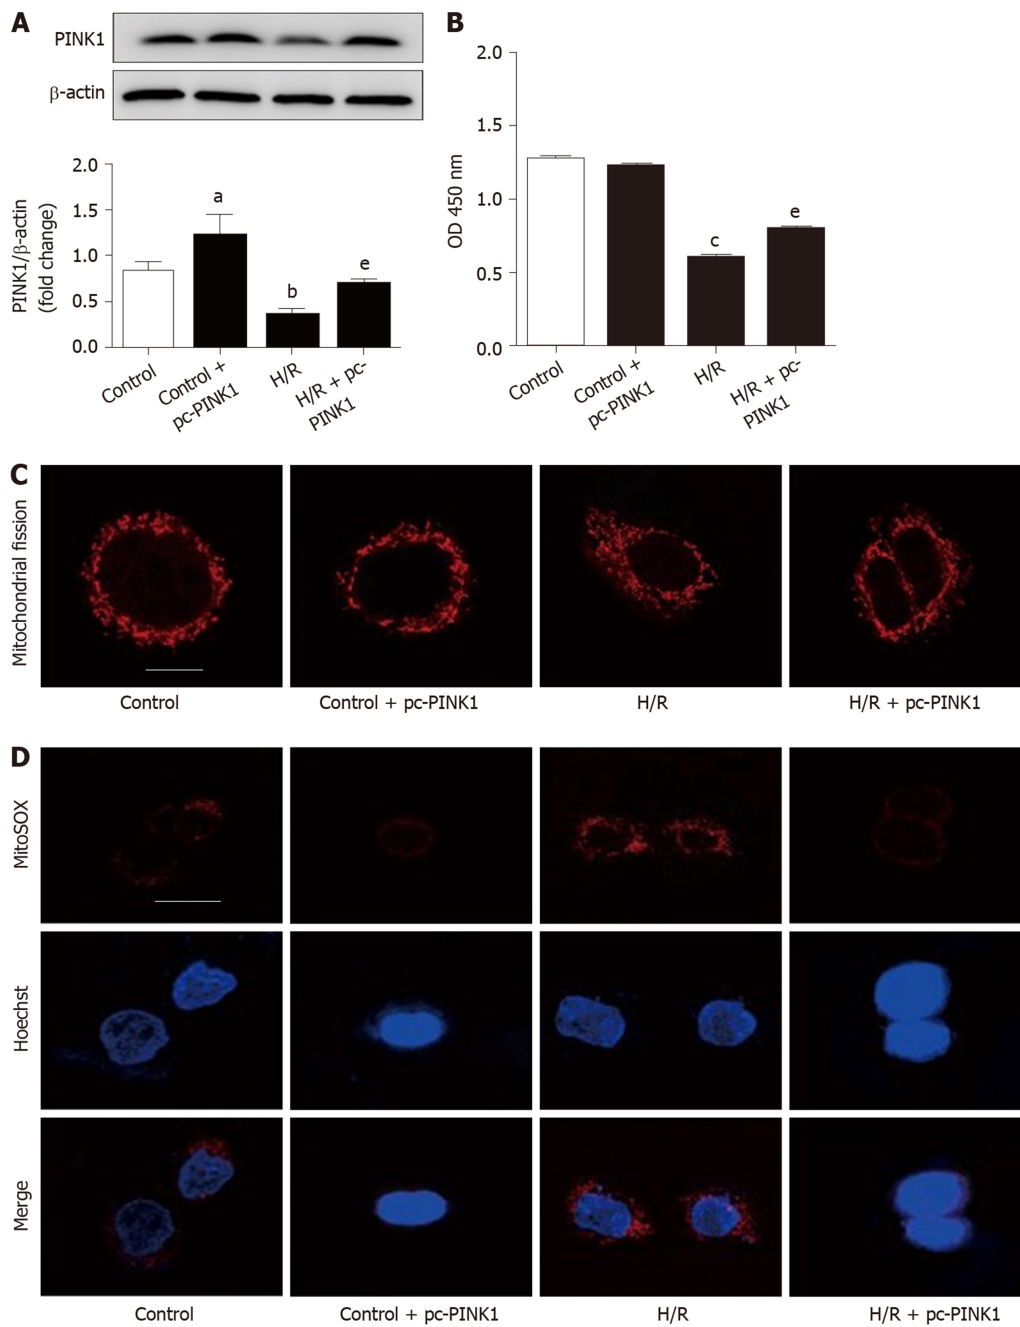 A
PINK1
β-actin
2.0
1.5
1.0
0.5
0.0
PINK1/β-actin
(fold change)
a
b
e
Control
Control +
pc-PINK1
H/R
H/R + pc-
PINK1
B
2.0
1.5
1.0
0.5
0.0
OD 450 nm
c
e
Control
Control +
pc-PINK1
H/R
H/R + pc-
PINK1
C
Mitochondrial fission
Control
Control + pc-PINK1
H/R
H/R + pc-PINK1
D
MitoSOX
Hoechst
Merge
Control
Control + pc-PINK1
H/R
H/R + pc-PINK1